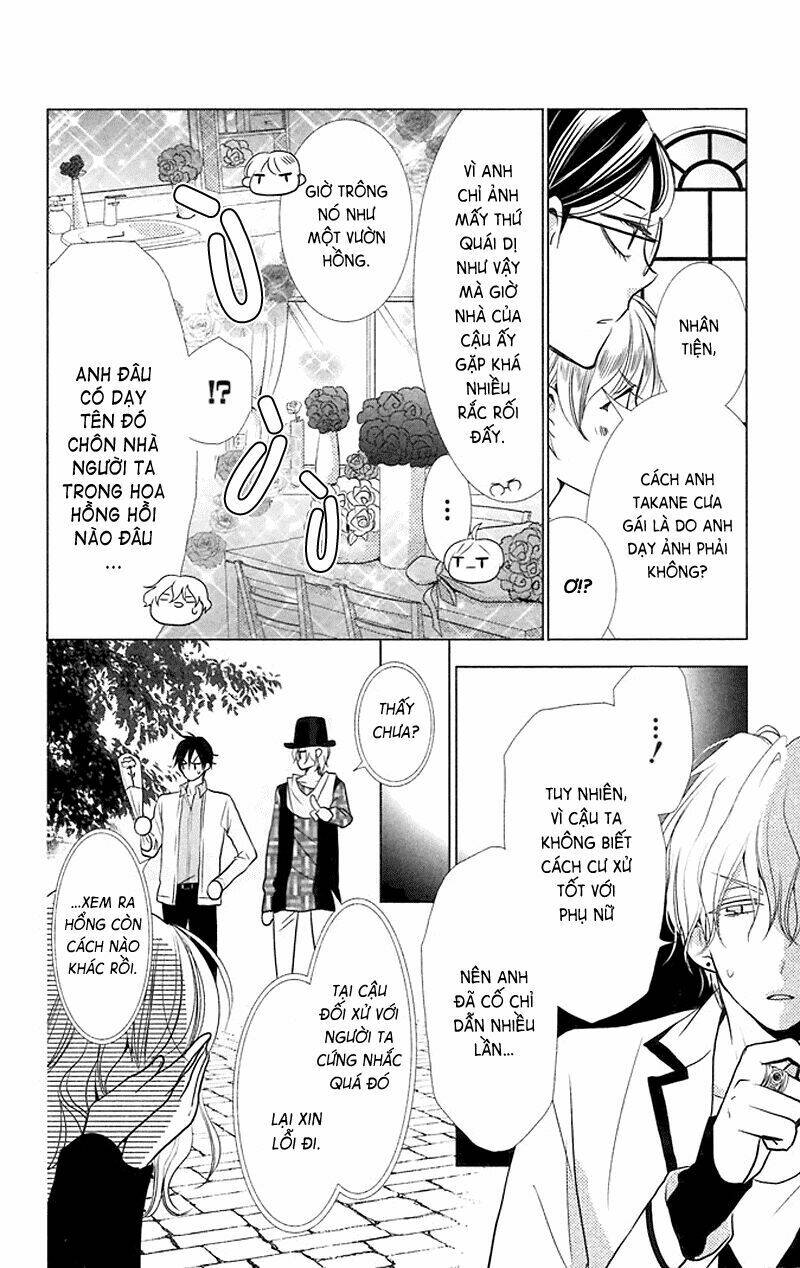 NHÂN
TIỆN,
CÁCH ANH
TAKANE CƯA
GÁI LÀ DO ANH
DẠY ẢNH PHẢI
KHÔNG?
Ơ!?
VÌ ANH
CHỈ ẢNH
MẤY THỨ
QUÁI DỊ
NHƯ VẬY
MÀ GIỜ
NHÀ CỦA
CẬU ẤY
GẶP KHÁ
NHIỀU
RẮC RỐI
ĐẤY.
...
GIỜ TRÔNG
NÓ NHƯ
MỘT VƯỜN
HỒNG.
!?
ANH ĐÂU
CÓ DẠY
TÊN ĐÓ
CHÔN NHÀ
NGƯỜI TA
TRONG HOA
HỒNG HỒI
NÀO ĐÂU
...
...!
TUY NHIÊN,
VÌ CẬU TA
KHÔNG BIẾT
CÁCH CƯ XỬ
TỐT VỚI
PHỤ NỮ
NÊN ANH
ĐÃ CỐ CHỈ
DẪN NHIỀU
LẦN...
THẤY
CHƯA?
TẠI CẬU
ĐỐI XỬ VỚI
NGƯỜI TA
CỨNG NHẮC
QUÁ ĐÓ
LẠI XIN
LỖI ĐI.
...XEM RA
HỔNG CÒN
CÁCH NÀO
KHÁC RỒI.